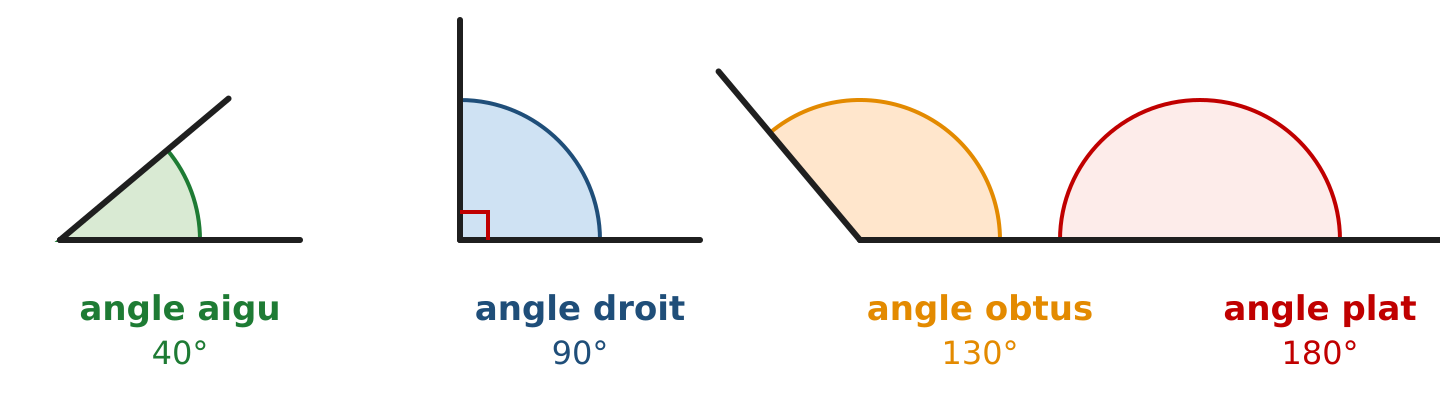 angle aigu
40°
angle droit
90°
angle obtus
130°
angle plat
180°